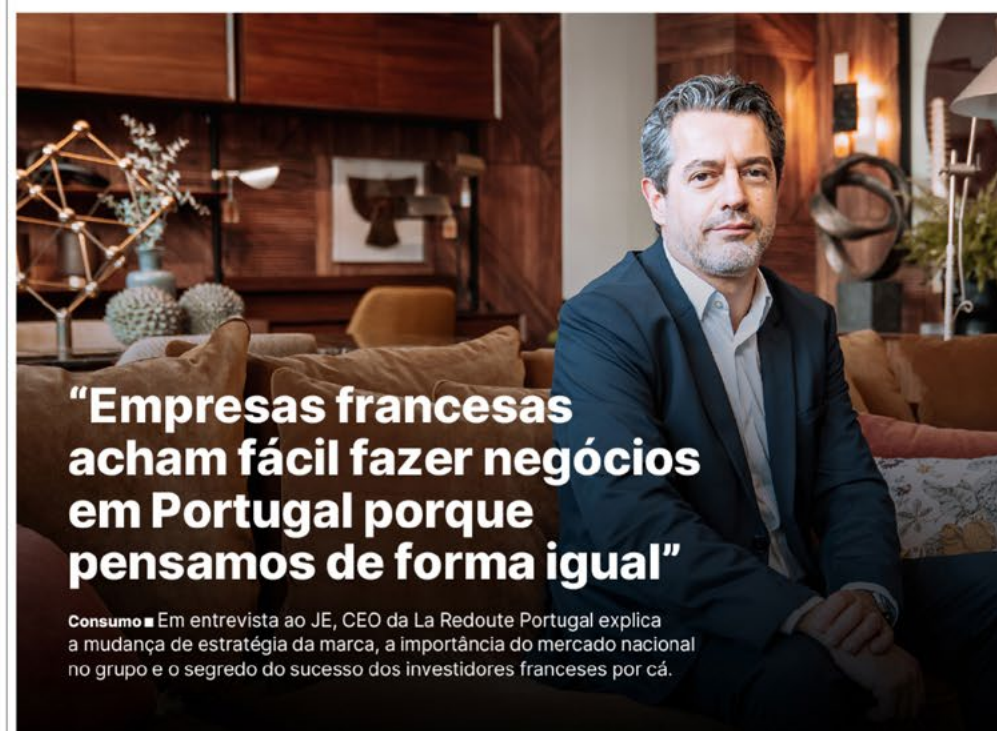 “Empresas francesas
acham fácil fazer negócios
em Portugal porque
pensamos de forma igual”
Consumo ■ Em entrevista ao JE, CEO da La Redoute Portugal explica
a mudança de estratégia da marca, a importância do mercado nacional
no grupo e o segredo do sucesso dos investidores franceses por cá.